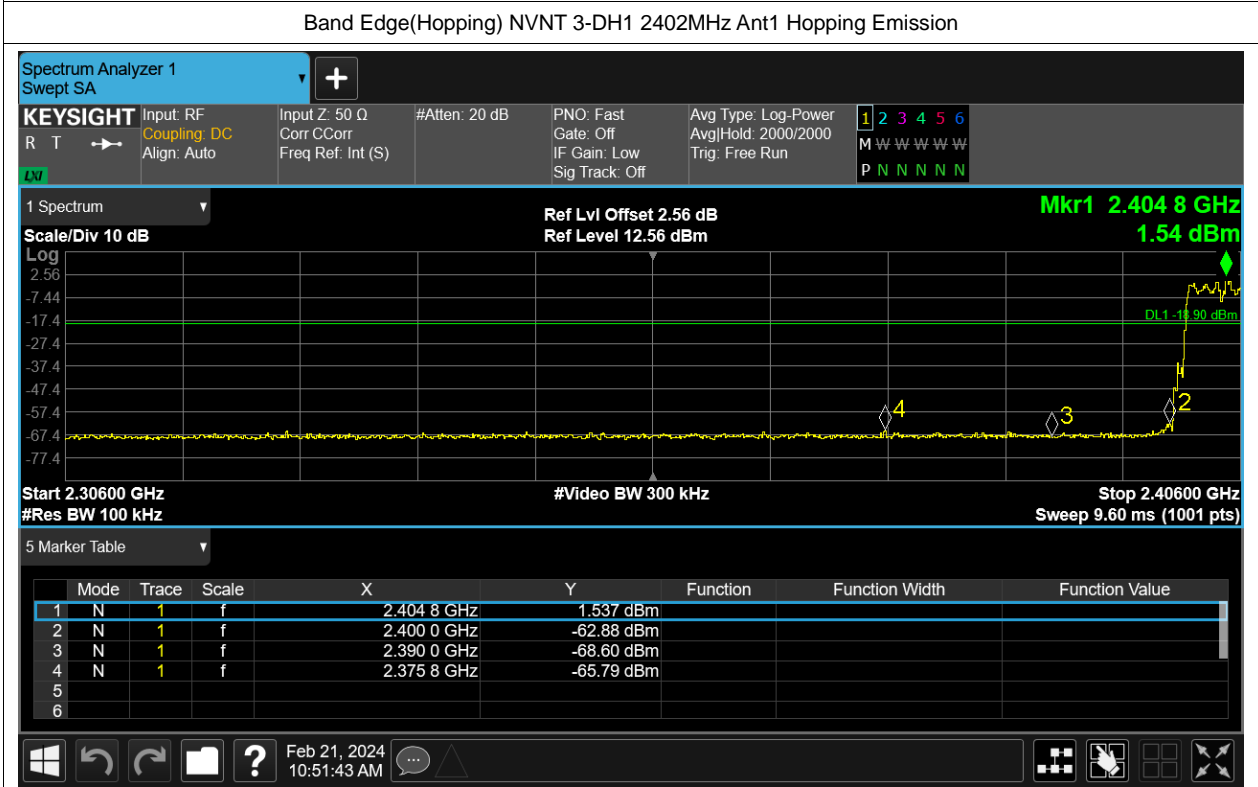 Band Edge(Hopping) NVNT 3-DH1 2402MHz Ant1 Hopping Emission
Spectrum Analyzer 1
Swept SA
+
KEYSIGHT
R T
LXI
Input: RF
Coupling: DC
Align: Auto
Input Z: 50 Ω
Corr CCorr
Freq Ref: Int (S)
#Atten: 20 dB
PNO: Fast
Gate: Off
IF Gain: Low
Sig Track: Off
Avg Type: Log-Power
Avg|Hold: 2000/2000
Trig: Free Run
1 2 3 4 5 6
M W W W W W
P N N N N N
1 Spectrum
Scale/Div 10 dB
Ref Lvl Offset 2.56 dB
Ref Level 12.56 dBm
Mkr1 2.404 8 GHz
1.54 dBm
Log
2.56
-7.44
-17.4
-27.4
-37.4
-47.4
-57.4
-67.4
-77.4
DL1 -18.90 dBm
4
3
2
Start 2.30600 GHz
#Res BW 100 kHz
#Video BW 300 kHz
Stop 2.40600 GHz
Sweep 9.60 ms (1001 pts)
5 Marker Table
Mode Trace Scale X Y Function Function Width Function Value
1 N 1 f 2.404 8 GHz 1.537 dBm
2 N 1 f 2.400 0 GHz -62.88 dBm
3 N 1 f 2.390 0 GHz -68.60 dBm
4 N 1 f 2.375 8 GHz -65.79 dBm
5
6
?
Feb 21, 2024
10:51:43 AM